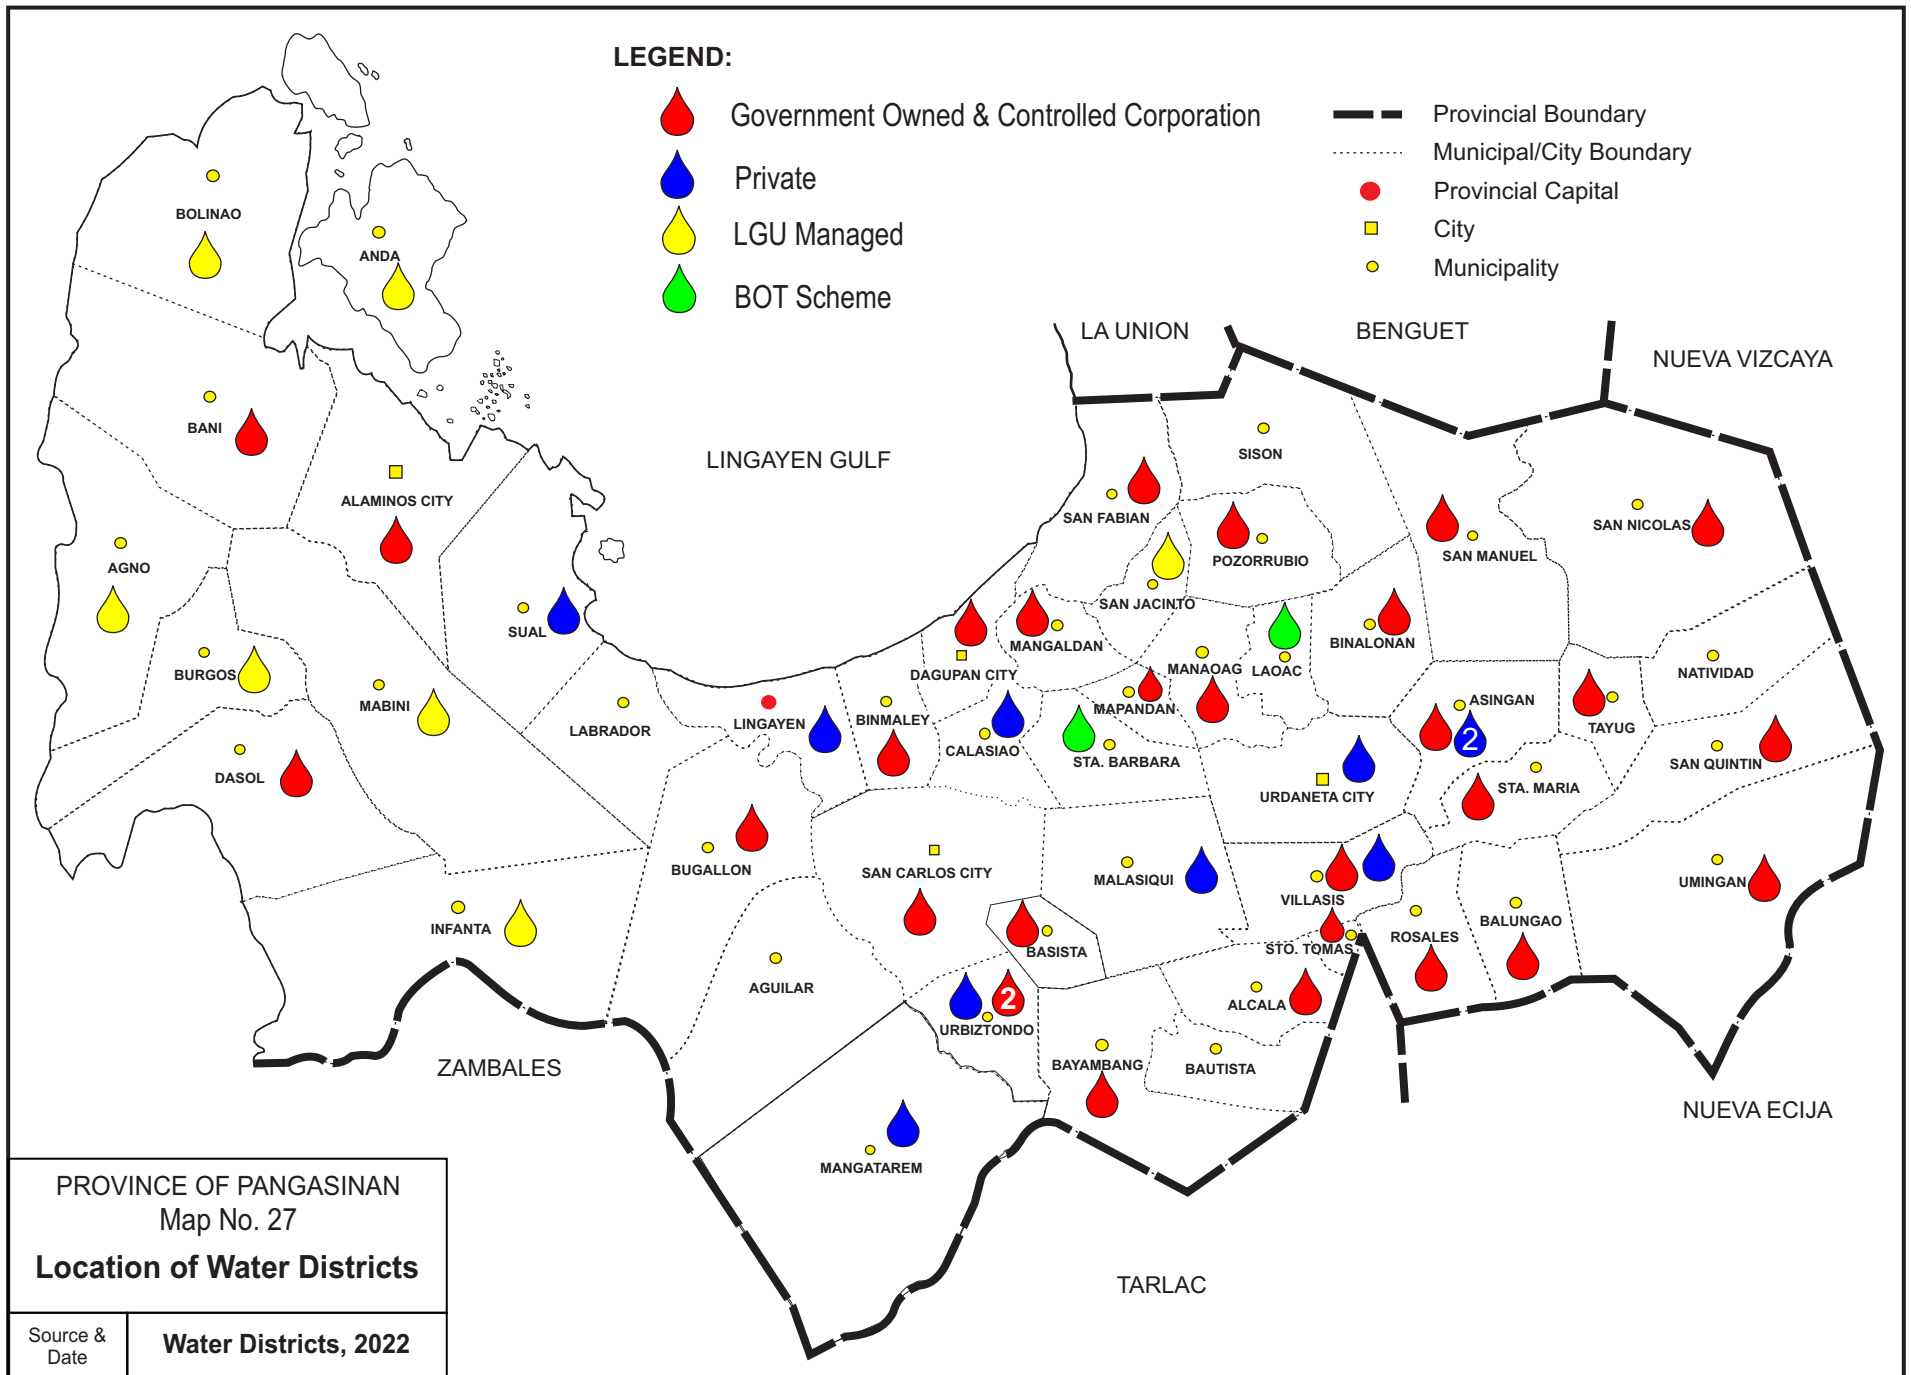 LEGEND:
Government Owned & Controlled Corporation
Private
LGU Managed
BOT Scheme
Provincial Boundary
Municipal/City Boundary
Provincial Capital
City
Municipality
LA UNION
BENGUET
NUEVA VIZCAYA
LINGAYEN GULF
BOLINAO
ANDA
BANI
ALAMINOS CITY
SISON
SAN FABIAN
SAN NICOLAS
SAN MANUEL
POZORRUBIO
AGNO
SAN JACINTO
SUAL
MANGALDAN
BINALONAN
BURGOS
DAGUPAN CITY
MANAOAG
LAOAC
NATIVIDAD
MABINI
LABRADOR
LINGAYEN
BINMALEY
MAPANDAN
ASINGAN
2
TAYUG
CALASIAO
STA. BARBARA
SAN QUINTIN
DASOL
STA. MARIA
URDANETA CITY
BUGALLON
SAN CARLOS CITY
MALASIQUI
VILLASIS
UMINGAN
INFANTA
BASISTA
STO. TOMAS
ROSALES
BALUNGAO
AGUILAR
2
URBIZTONDO
ALCALA
BAYAMBANG
BAUTISTA
ZAMBALES
NUEVA ECIJA
MANGATAREM
TARLAC
PROVINCE OF PANGASINAN
Map No. 27
Location of Water Districts
Source &
Date
Water Districts, 2022